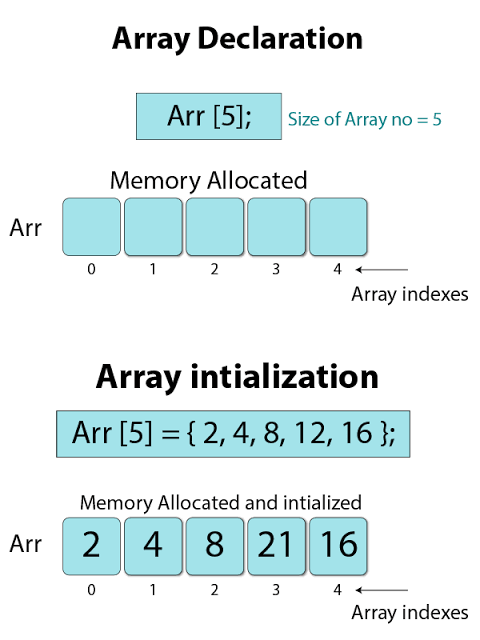 Array Declaration
Arr [5];
Size of Array no = 5
Memory Allocated
Arr
0 1 2 3 4
Array indexes
Array intialization
Arr [5] = { 2, 4, 8, 12, 16 };
Memory Allocated and intialized
Arr 2 4 8 21 16
0 1 2 3 4
Array indexes